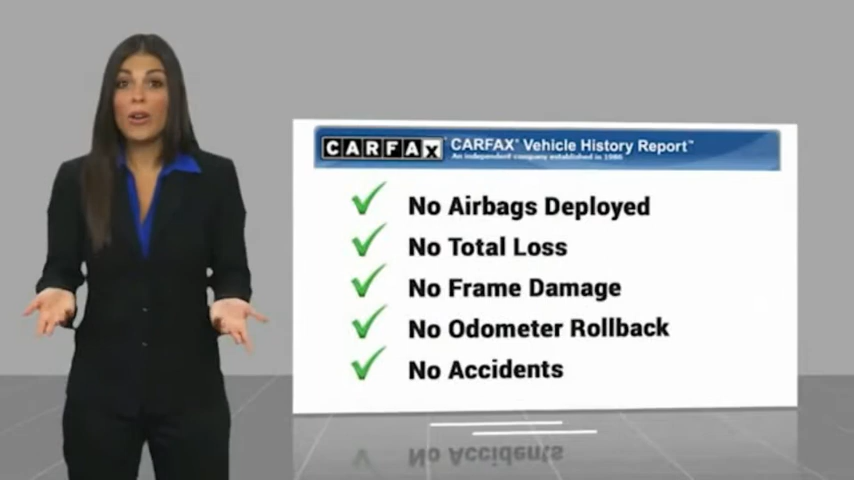 CARFAX CARFAX® Vehicle History Report™
An independent company established in 1986
No Airbags Deployed
No Total Loss
No Frame Damage
No Odometer Rollback
No Accidents
No Accidents